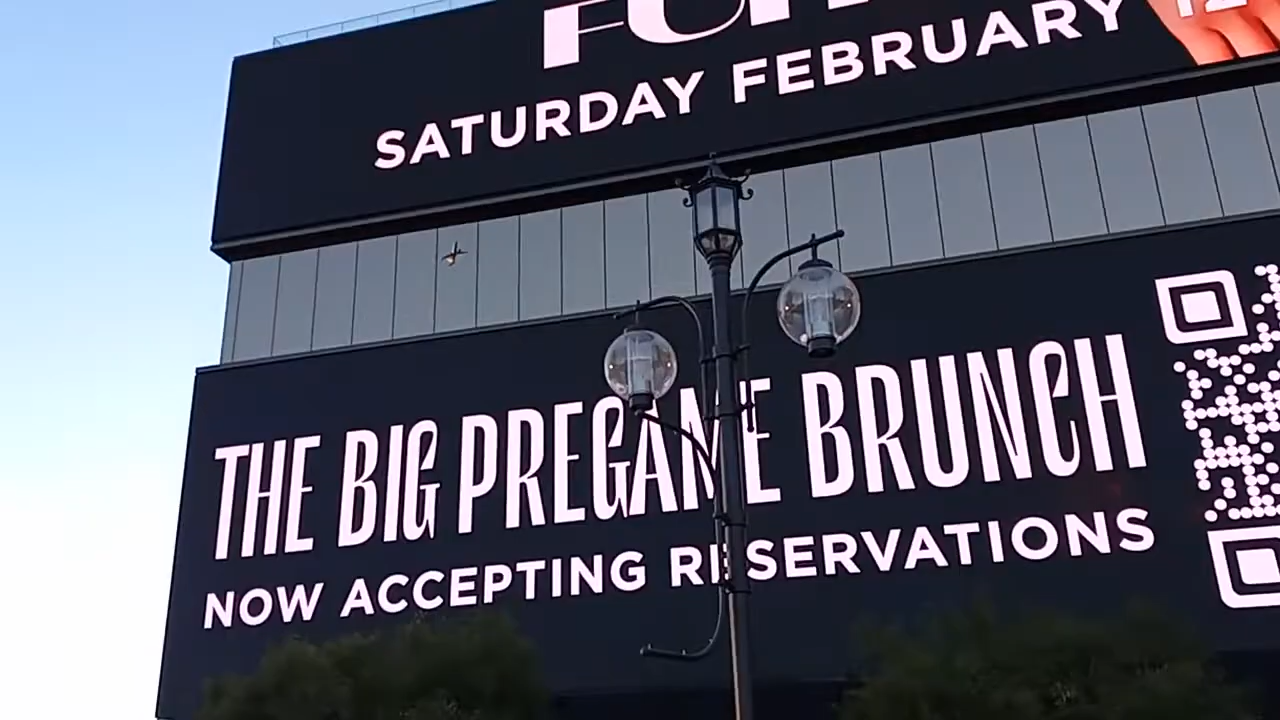 SATURDAY FEBRUARY
THE BIG PREGAME BRUNCH
NOW ACCEPTING RESERVATIONS